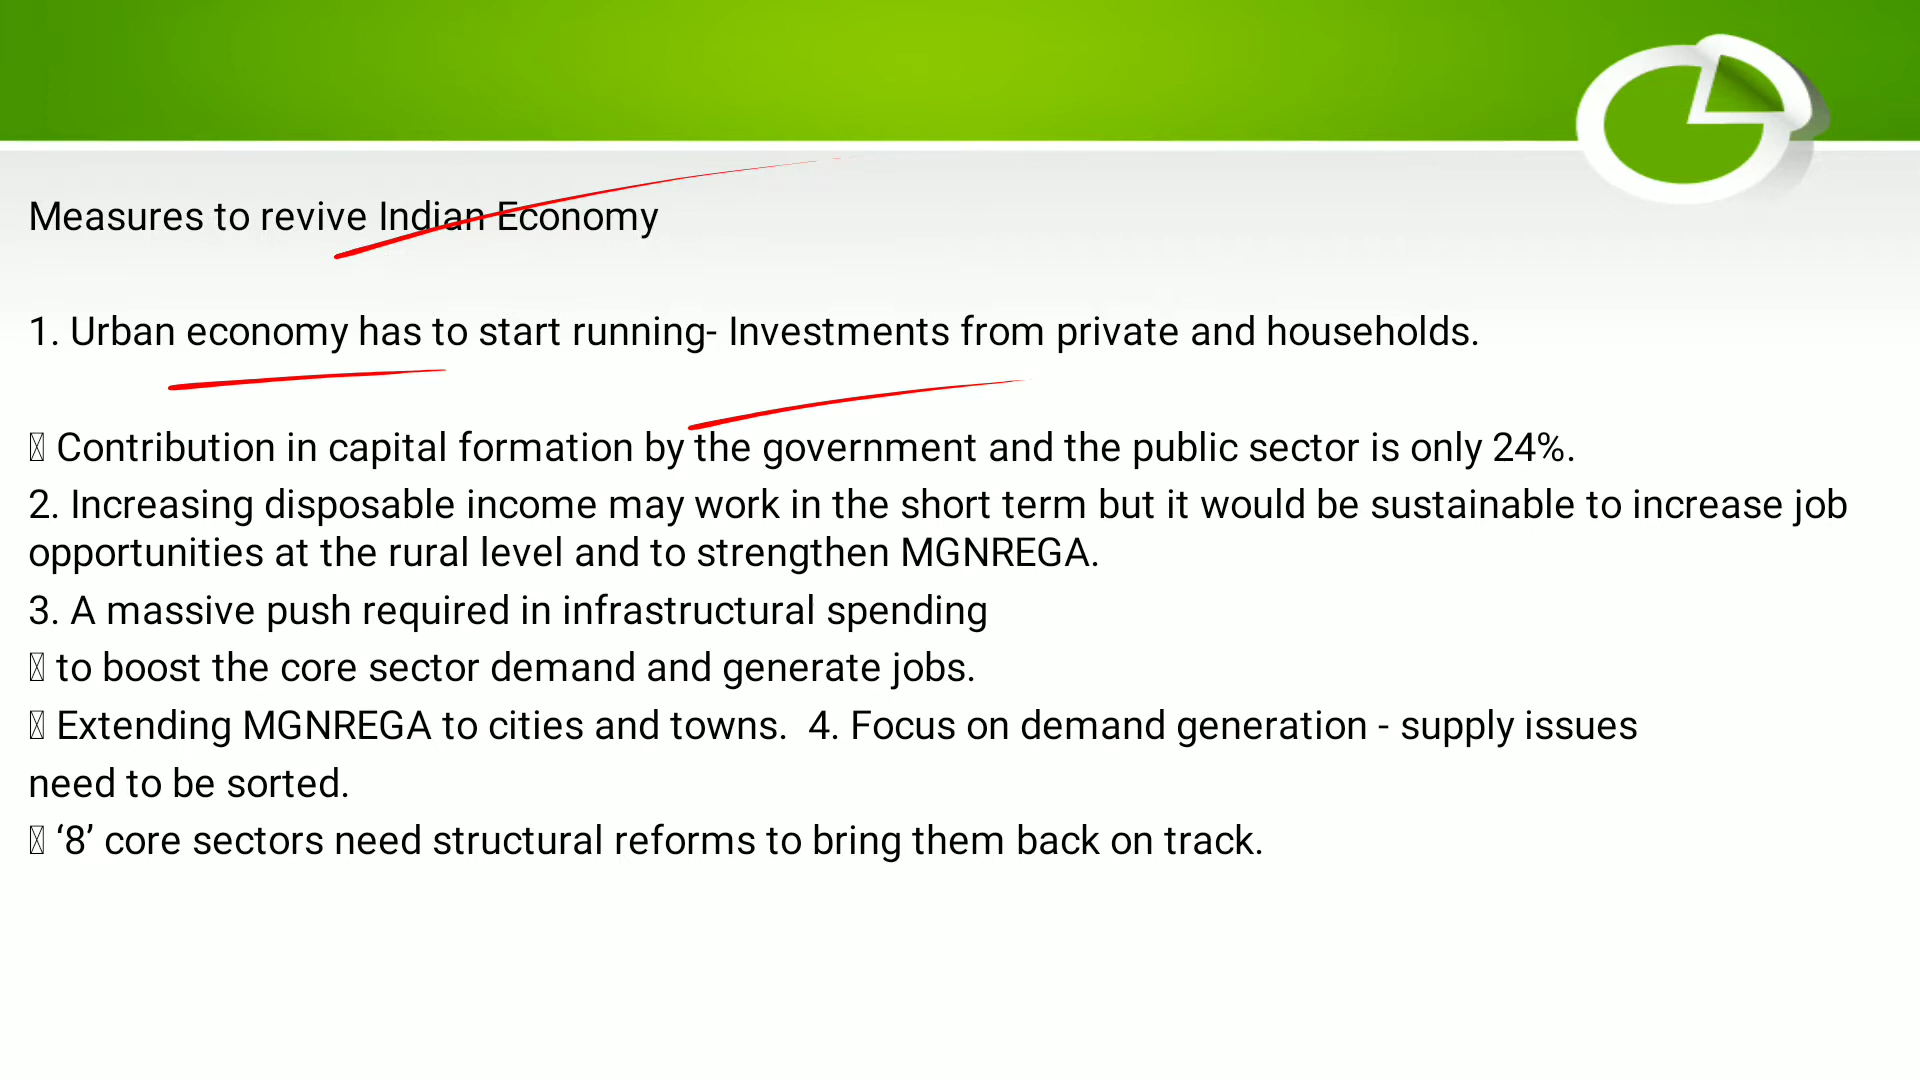 Measures to revive Indian Economy
1. Urban economy has to start running- Investments from private and households.
Contribution in capital formation by the government and the public sector is only 24%.
2. Increasing disposable income may work in the short term but it would be sustainable to increase job
opportunities at the rural level and to strengthen MGNREGA.
3. A massive push required in infrastructural spending
to boost the core sector demand and generate jobs.
Extending MGNREGA to cities and towns.  4. Focus on demand generation - supply issues
need to be sorted.
‘8’ core sectors need structural reforms to bring them back on track.